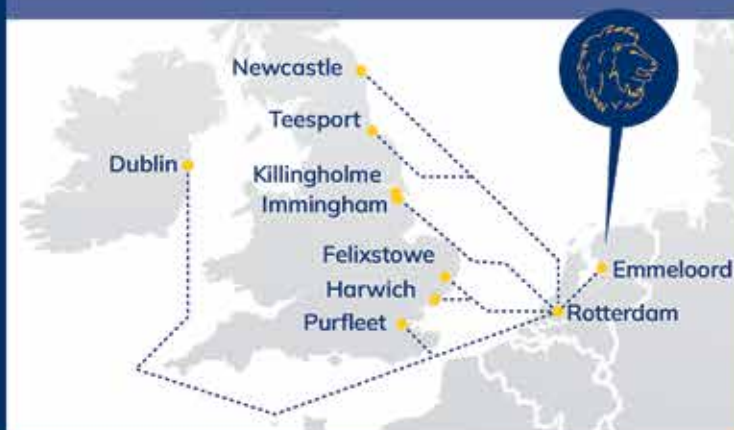 Newcastle
Teesport
Dublin
Killingholme
Immingham
Felixstowe
Emmeloord
Harwich
Rotterdam
Purfleet